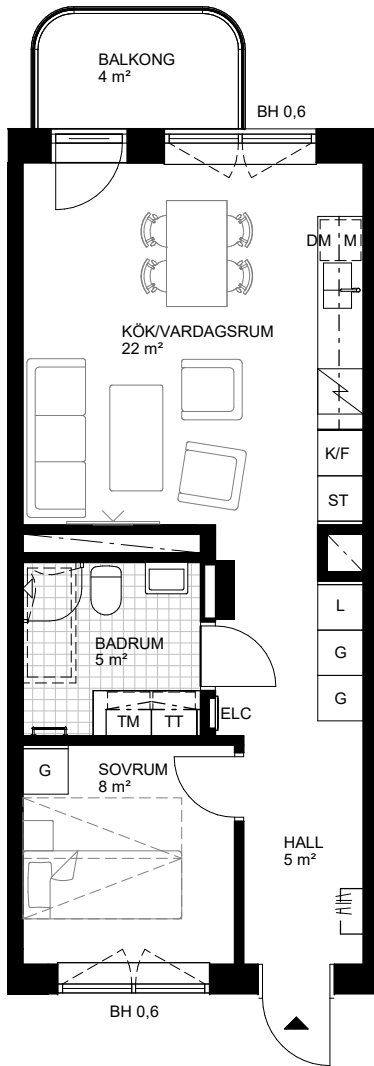 BALKONG
4 m²
BH 0,6
DM M
KÖK/VARDAGSRUM
22 m²
K/F
ST
L
BADRUM
5 m²
G
G
TM TT
ELC
G
SOVRUM
8 m²
HALL
5 m²
BH 0,6